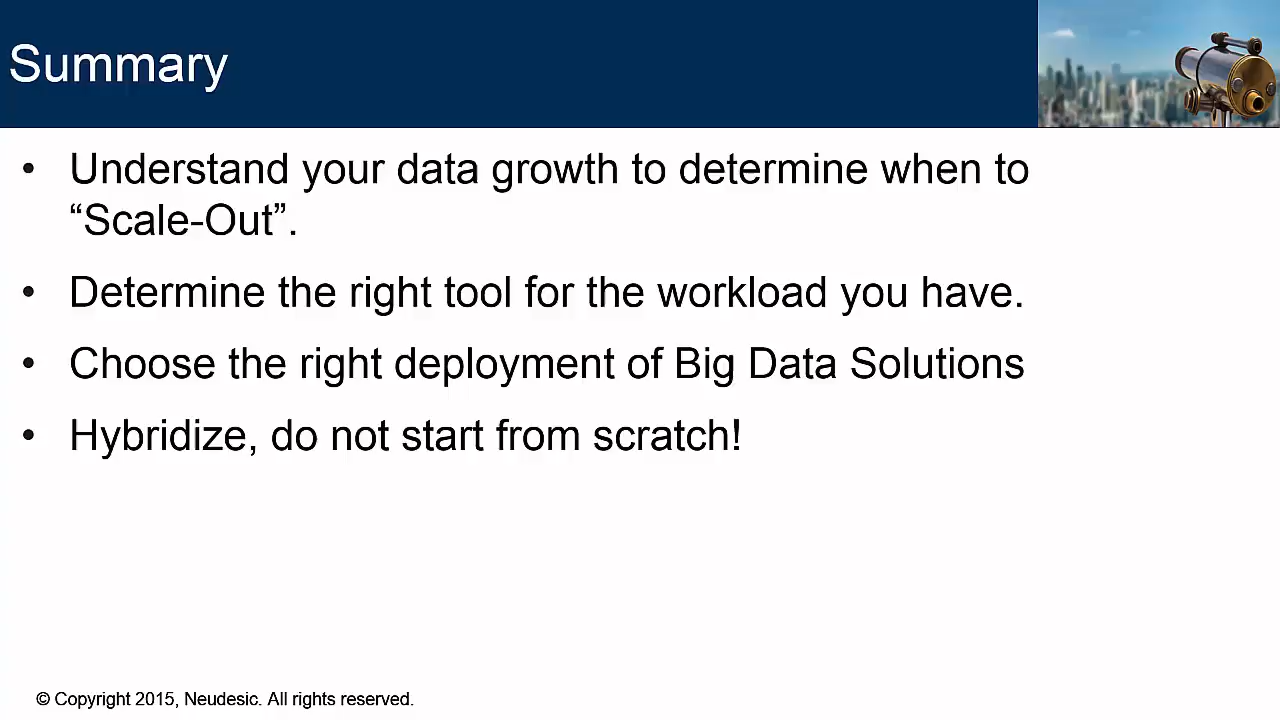 Summary
• Understand your data growth to determine when to
“Scale-Out”.
• Determine the right tool for the workload you have.
• Choose the right deployment of Big Data Solutions
• Hybridize, do not start from scratch!
© Copyright 2015, Neudesic. All rights reserved.